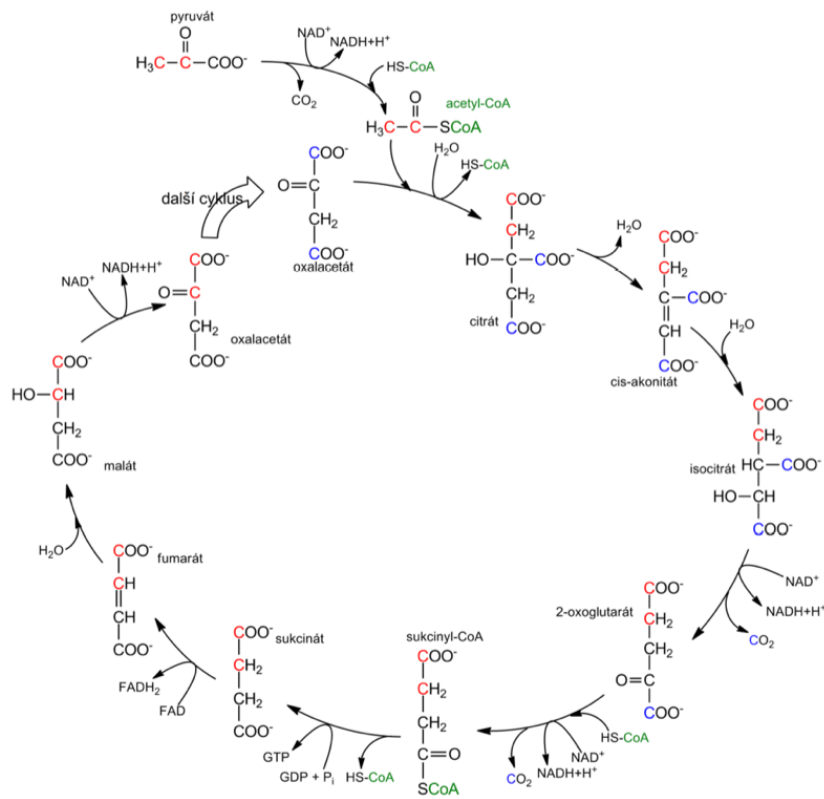 pyruvát
O
H₃C–C–COO⁻
NAD⁺
NADH+H⁺
CO₂
HS-CoA
acetyl-CoA
O
H₃C–C–SCoA
H₂O
HS-CoA
další cyklus
COO⁻
O=C
CH₂
COO⁻
oxalacetát
COO⁻
CH₂
HO–C–COO⁻
CH₂
COO⁻
citrát
H₂O
COO⁻
CH₂
C–COO⁻
CH
COO⁻
cis-akonitát
H₂O
COO⁻
CH₂
HC–COO⁻
HO–CH
COO⁻
isocitrát
NAD⁺
NADH+H⁺
CO₂
2-oxoglutarát
COO⁻
CH₂
CH₂
O=C
COO⁻
HS-CoA
NAD⁺
NADH+H⁺
CO₂
sukcinyl-CoA
COO⁻
CH₂
CH₂
C=O
SCoA
HS-CoA
GDP + Pᵢ
GTP
sukcinát
COO⁻
CH₂
CH₂
COO⁻
FAD
FADH₂
fumarát
COO⁻
CH
CH
COO⁻
H₂O
malát
COO⁻
HO–CH
CH₂
COO⁻
NAD⁺
NADH+H⁺
COO⁻
O=C
CH₂
COO⁻
oxalacetát